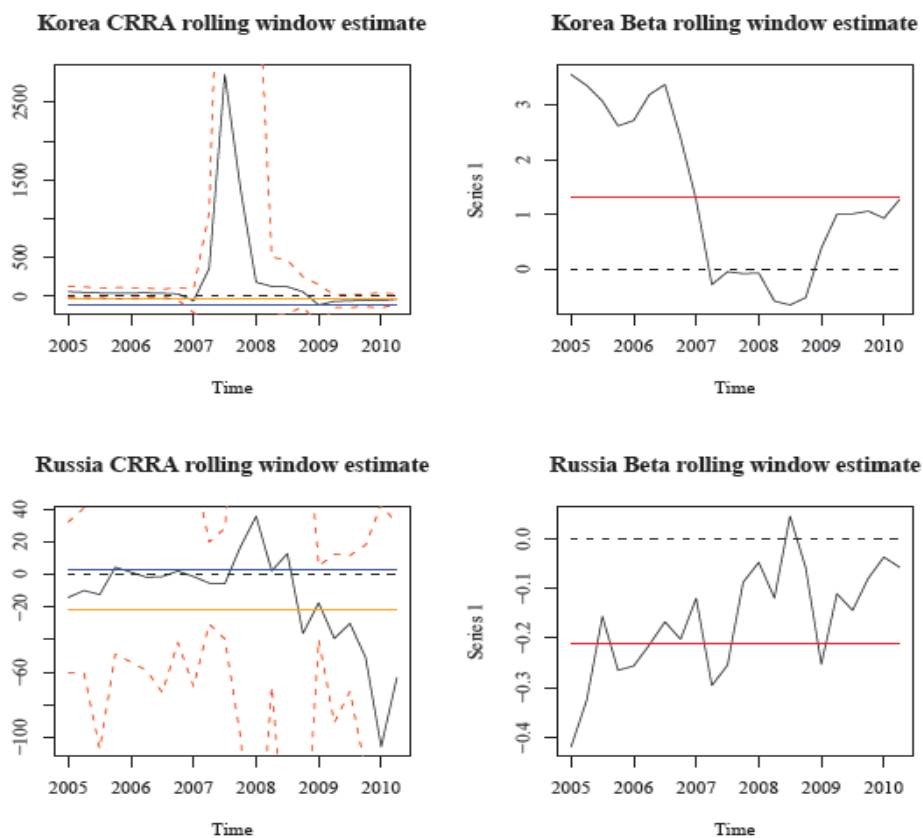 Korea CRRA rolling window estimate
2500
1500
500
0
2005 2006 2007 2008 2009 2010
Time
Korea Beta rolling window estimate
Series 1
3
2
1
0
2005 2006 2007 2008 2009 2010
Time
Russia CRRA rolling window estimate
40
20
0
−20
−60
−100
2005 2006 2007 2008 2009 2010
Time
Russia Beta rolling window estimate
Series 1
0.0
−0.1
−0.2
−0.3
−0.4
2005 2006 2007 2008 2009 2010
Time